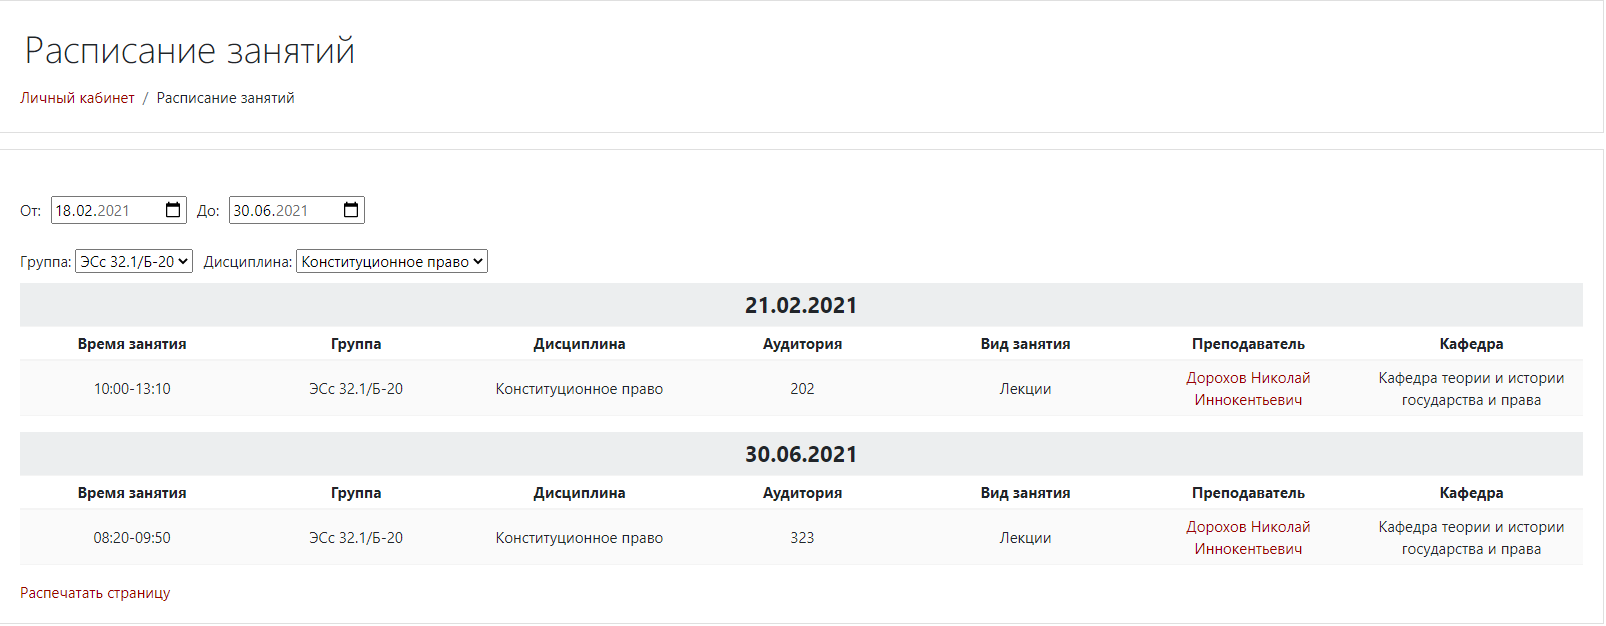 Расписание занятий
Личный кабинет / Расписание занятий
От: 18.02.2021 До: 30.06.2021
Группа: ЭСс 32.1/Б-20 Дисциплина: Конституционное право
21.02.2021
Время занятия Группа Дисциплина Аудитория Вид занятия Преподаватель Кафедра
10:00-13:10 ЭСс 32.1/Б-20 Конституционное право 202 Лекции Дорохов Николай Иннокентьевич Кафедра теории и истории государства и права
30.06.2021
Время занятия Группа Дисциплина Аудитория Вид занятия Преподаватель Кафедра
08:20-09:50 ЭСс 32.1/Б-20 Конституционное право 323 Лекции Дорохов Николай Иннокентьевич Кафедра теории и истории государства и права
Распечатать страницу